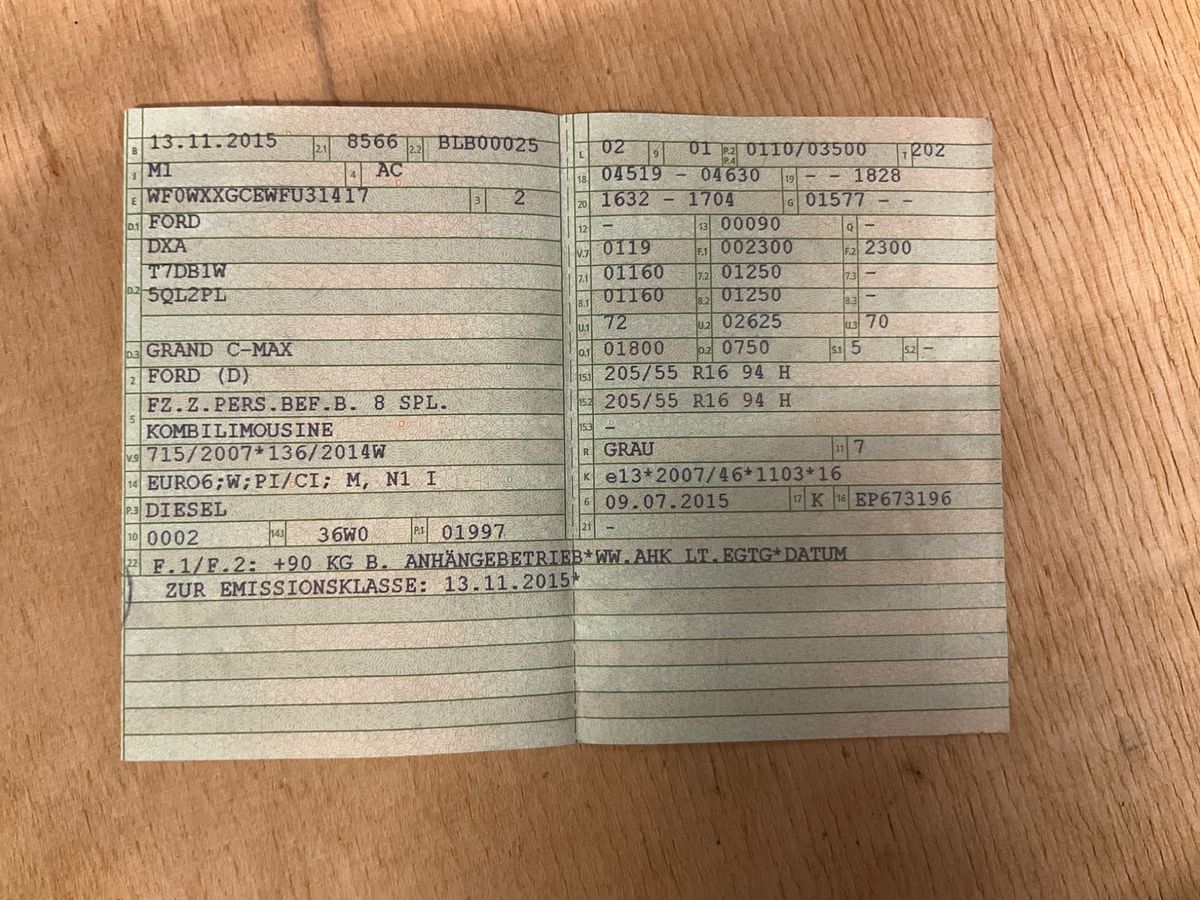 B 13.11.2015 2.1 8566 2.2 BLB00025
J M1 4 AC
E WF0WXXGCEWFU31417 3 2
D.1 FORD
DXA
T7DB1W
D.2 5QL2PL
D.3 GRAND C-MAX
2 FORD (D)
5 FZ.Z.PERS.BEF.B. 8 SPL.
KOMBILIMOUSINE
V.9 715/2007*136/2014W
14 EURO6;W;PI/CI; M, N1 I
P.3 DIESEL
10 0002 14.1 36W0 P.1 01997
L 02 9 01 P.2 P.4 0110/03500 T 202
18 04519 - 04630 19 - - 1828
20 1632 - 1704 G 01577 - -
12 - 13 00090 Q -
V.7 0119 F.1 002300 F.2 2300
7.1 01160 7.2 01250 7.3 -
8.1 01160 8.2 01250 8.3 -
U.1 72 U.2 02625 U.3 70
O.1 01800 O.2 0750 S.1 5 S.2 -
15.1 205/55 R16 94 H
15.2 205/55 R16 94 H
15.3 -
R GRAU 11 7
K e13*2007/46*1103*16
6 09.07.2015 17 K 16 EP673196
21 -
22 F.1/F.2: +90 KG B. ANHÄNGEBETRIEB*WW.AHK LT.EGTG*DATUM
ZUR EMISSIONSKLASSE: 13.11.2015*